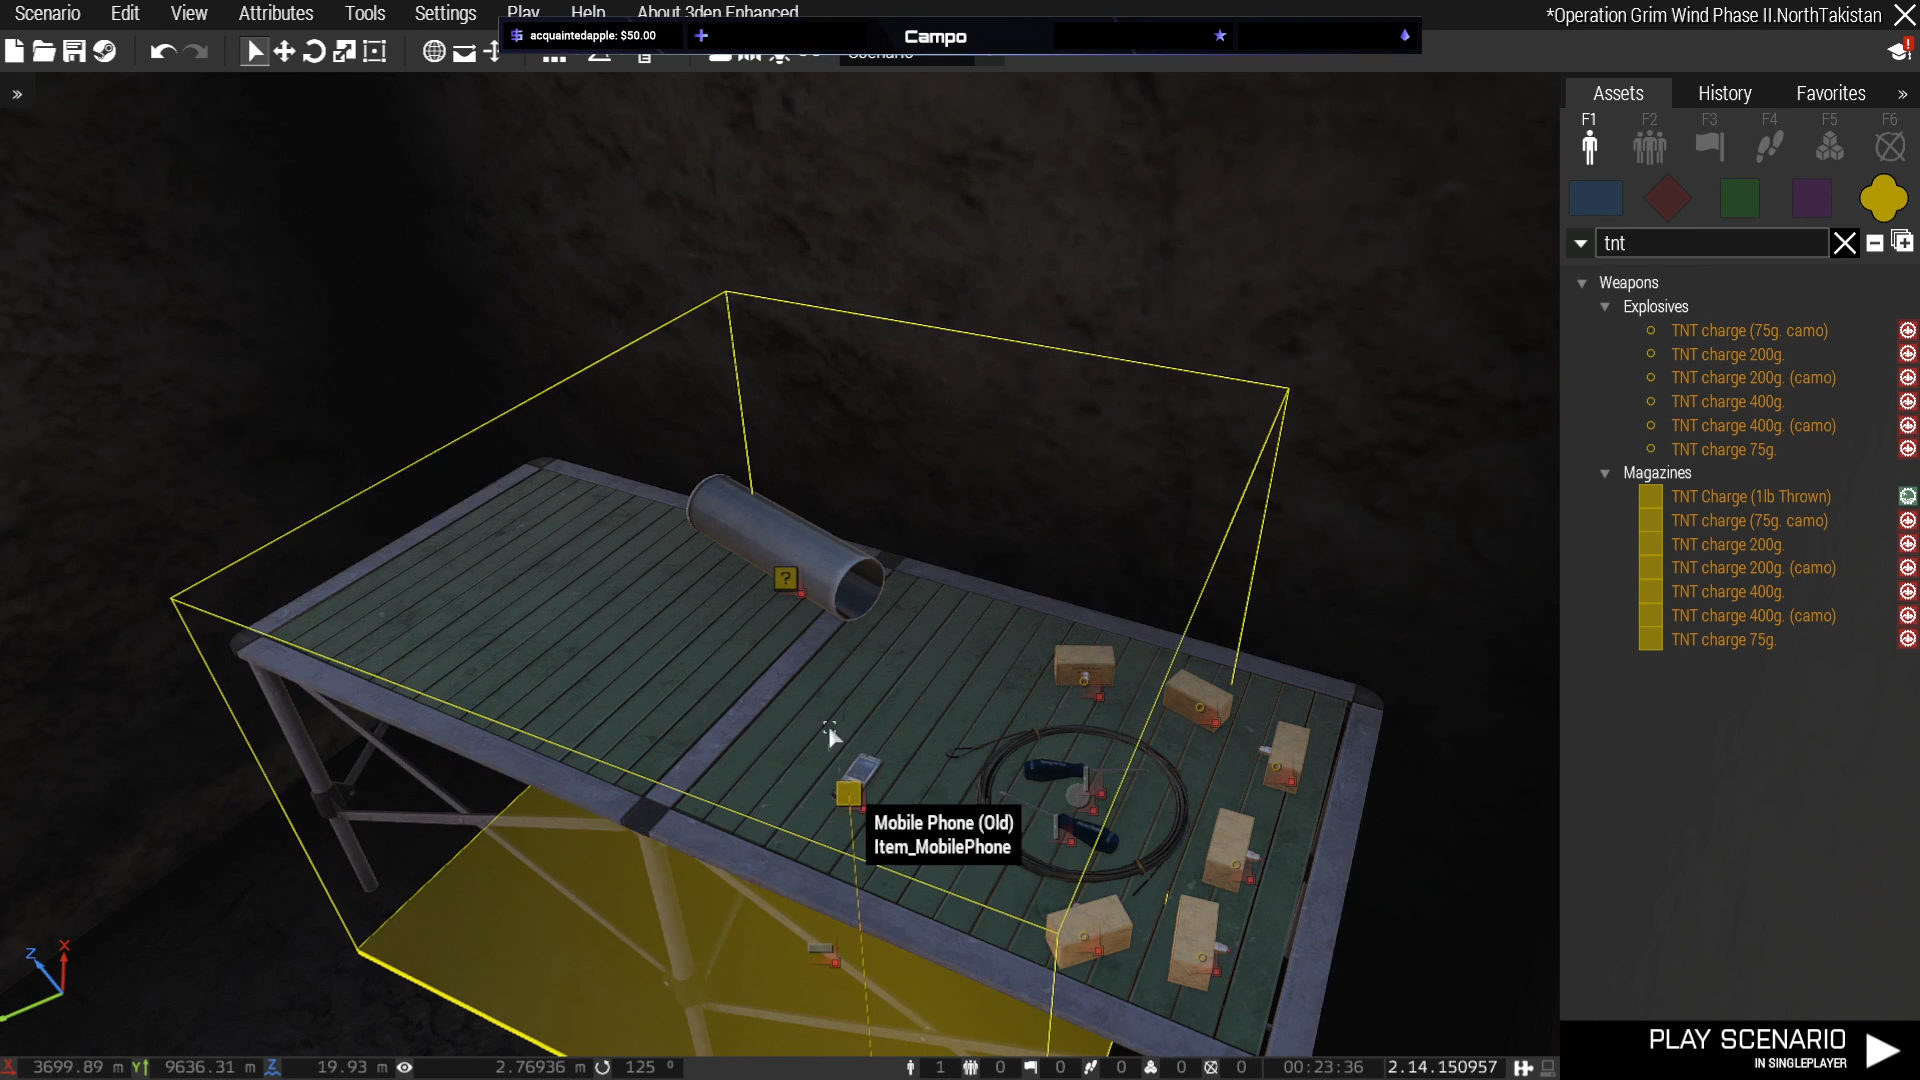 Scenario Edit View Attributes Tools Settings Play Help About 3den Enhanced
*Operation Grim Wind Phase II.NorthTakistan
acquaintedapple: $50.00
Campo
Scenario
Assets History Favorites
F1 F2 F3 F4 F5 F6
tnt
Weapons
Explosives
TNT charge (75g. camo)
TNT charge 200g.
TNT charge 200g. (camo)
TNT charge 400g.
TNT charge 400g. (camo)
TNT charge 75g.
Magazines
TNT Charge (1lb Thrown)
TNT charge (75g. camo)
TNT charge 200g.
TNT charge 200g. (camo)
TNT charge 400g.
TNT charge 400g. (camo)
TNT charge 75g.
?
Mobile Phone (Old)
Item_MobilePhone
Z X
PLAY SCENARIO
IN SINGLEPLAYER
X 3699.89 m Y 9636.31 m Z 19.93 m 2.76936 m 125 ° 1 0 0 0 0 0 00:23:36 2.14.150957